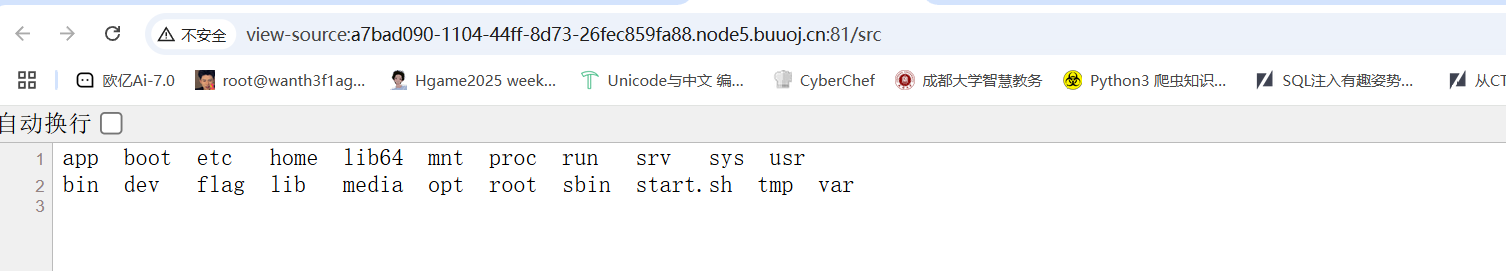 不安全 view-source:a7bad090-1104-44ff-8d73-26fec859fa88.node5.buuoj.cn:81/src
欧亿Ai-7.0 root@wanth3f1ag... Hgame2025 week... Unicode与中文 编... CyberChef 成都大学智慧教务 Python3 爬虫知识... SQL注入有趣姿势... 从CT
自动换行
1 app boot etc home lib64 mnt proc run srv sys usr
2 bin dev flag lib media opt root sbin start.sh tmp var
3